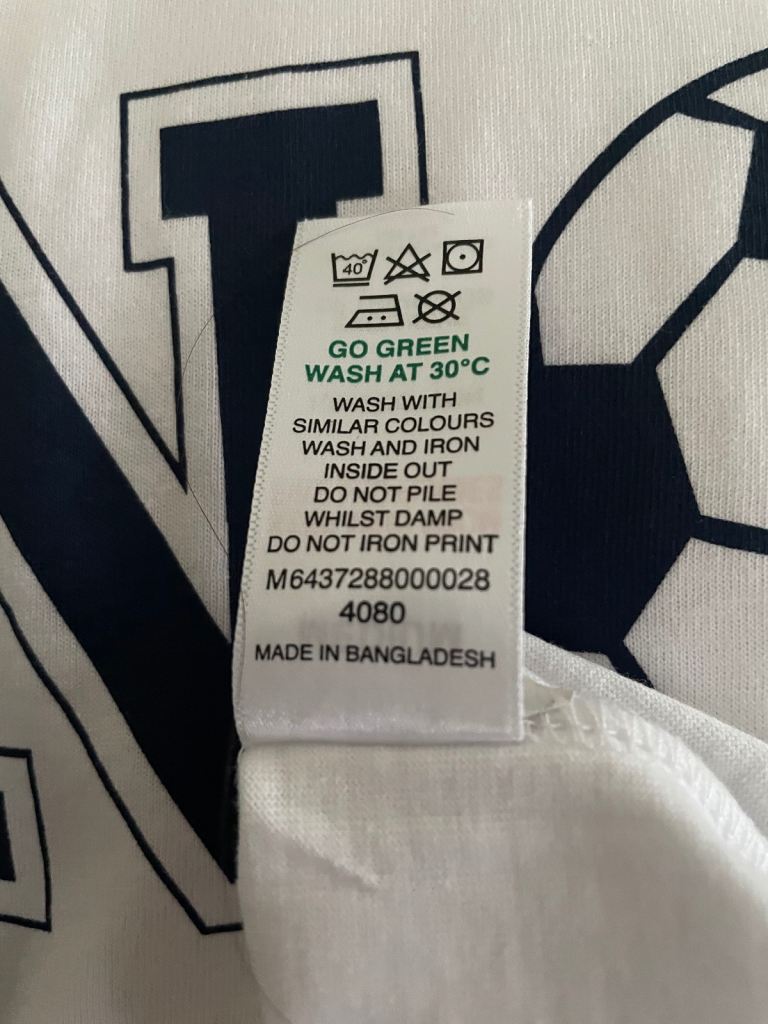 40°
GO GREEN
WASH AT 30°C
WASH WITH
SIMILAR COLOURS
WASH AND IRON
INSIDE OUT
DO NOT PILE
WHILST DAMP
DO NOT IRON PRINT
M6437288000028
4080
MADE IN BANGLADESH